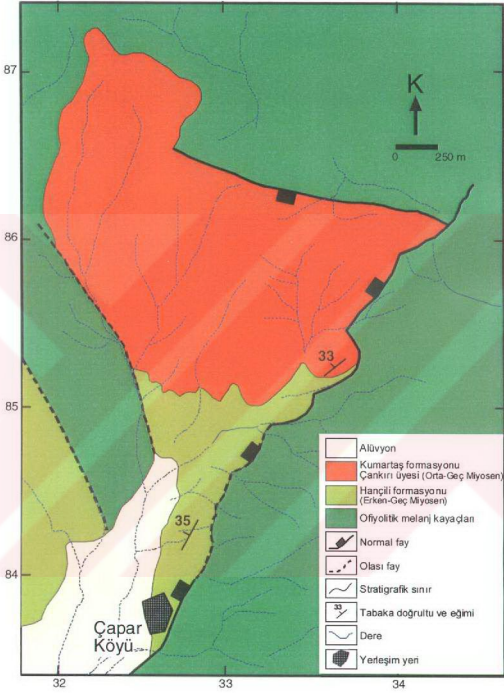 87
K
0 250 m
86
33
85
Alüvyon
Kumartaş formasyonu
Çankırı üyesi (Orta-Geç Miyosen)
Hançili formasyonu
(Erken-Geç Miyosen)
Ofiyolitik melanj kayaçları
35
Normal fay
Olası fay
84
Stratigrafik sınır
33
Tabaka doğrultu ve eğimi
Çapar
Köyü
Dere
Yerleşim yeri
32 33 34